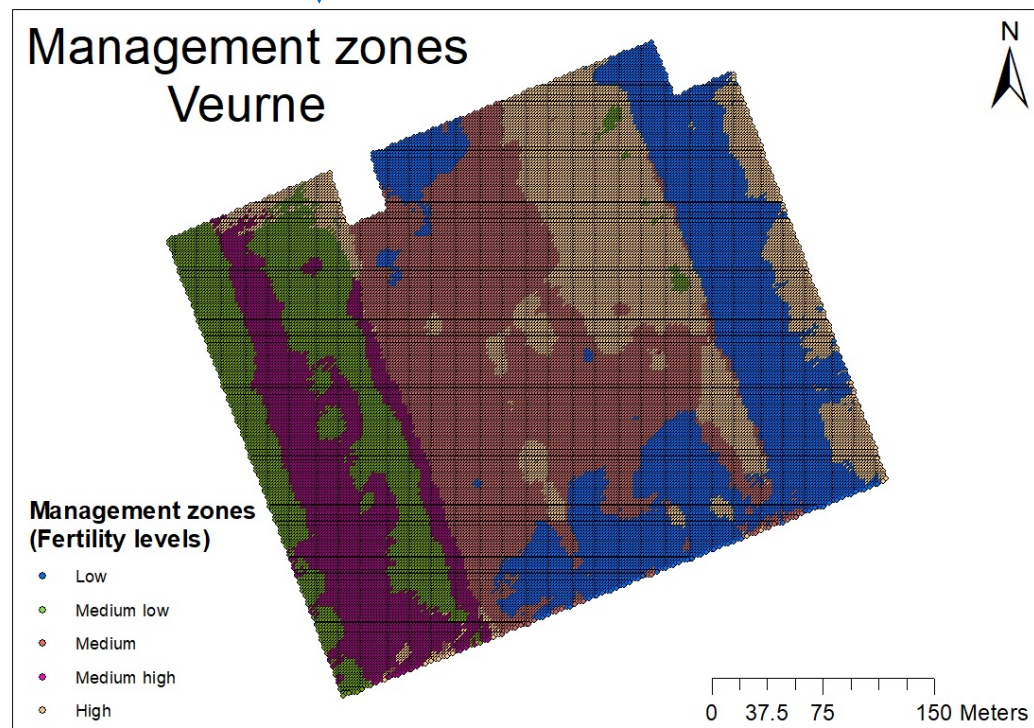 Management zones
Veurne
N
Management zones
(Fertility levels)
Low
Medium low
Medium
Medium high
High
0 37.5 75 150 Meters